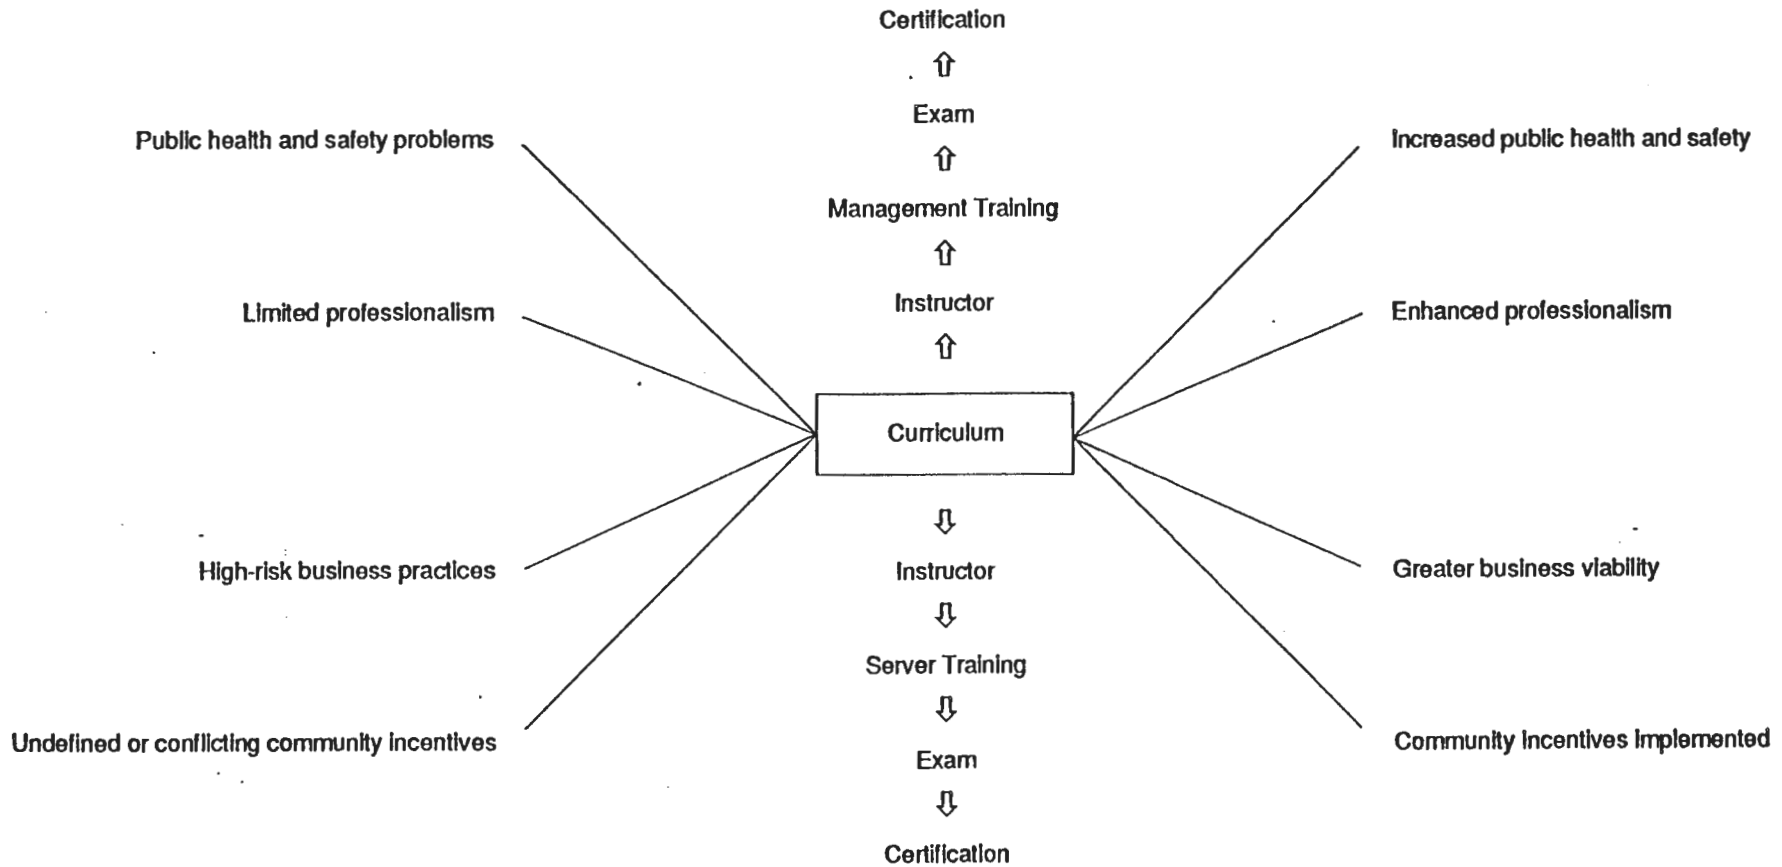 Certification
Exam
Public health and safety problems
Increased public health and safety
Management Training
Instructor
Limited professionalism
Enhanced professionalism
Curriculum
High-risk business practices
Instructor
Greater business viability
Server Training
Undefined or conflicting community incentives
Community incentives implemented
Exam
Certification